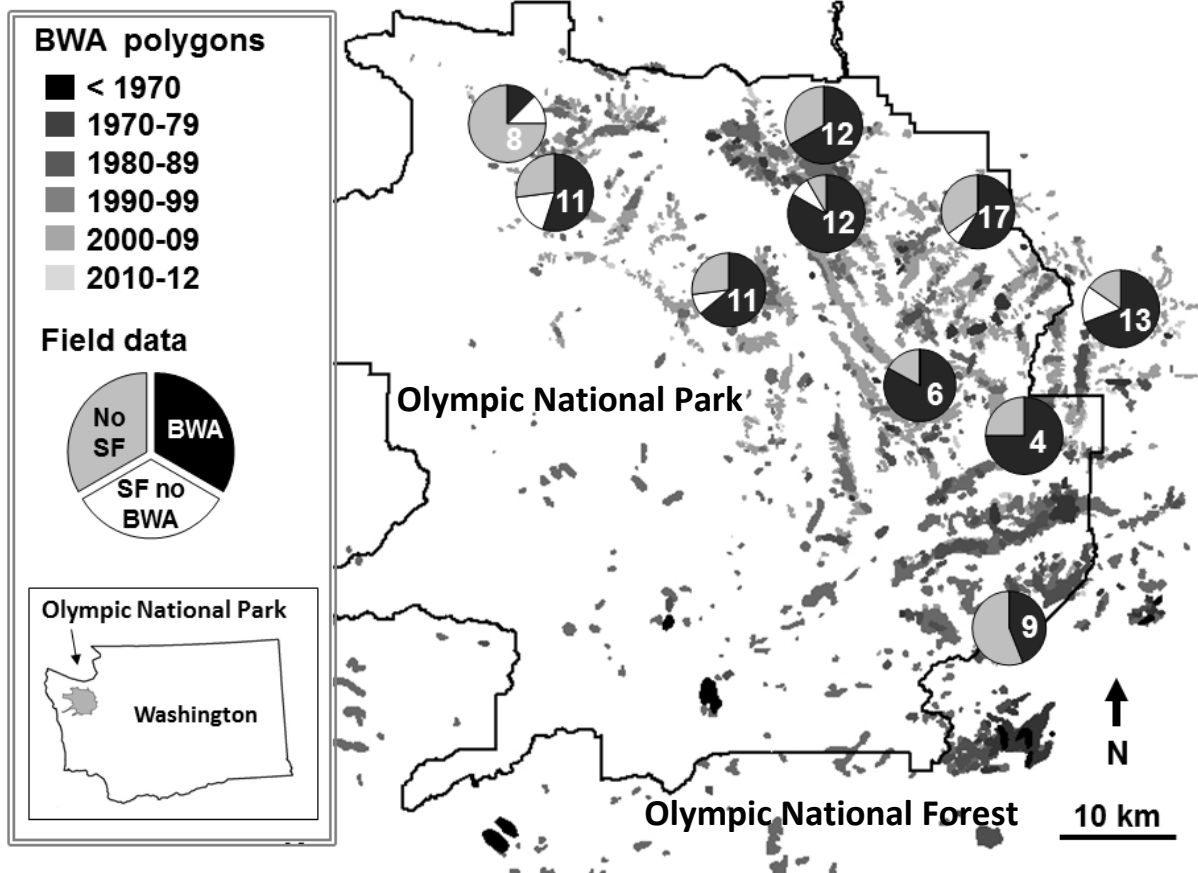 BWA polygons
< 1970
1970-79
1980-89
1990-99
2000-09
2010-12
Field data
No
SF
BWA
SF no
BWA
Olympic National Park
Washington
8
12
11
12
17
11
13
Olympic National Park
6
4
9
N
Olympic National Forest
10 km